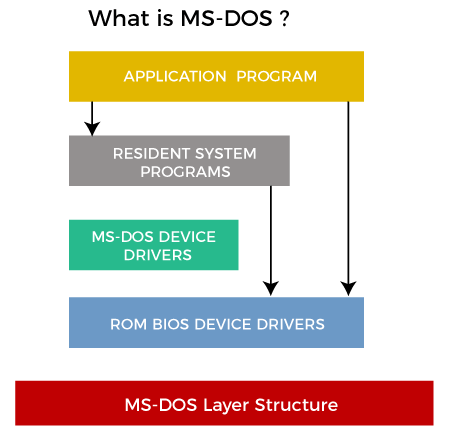 What is MS-DOS ?
APPLICATION PROGRAM
RESIDENT SYSTEM
PROGRAMS
MS-DOS DEVICE
DRIVERS
ROM BIOS DEVICE DRIVERS
MS-DOS Layer Structure